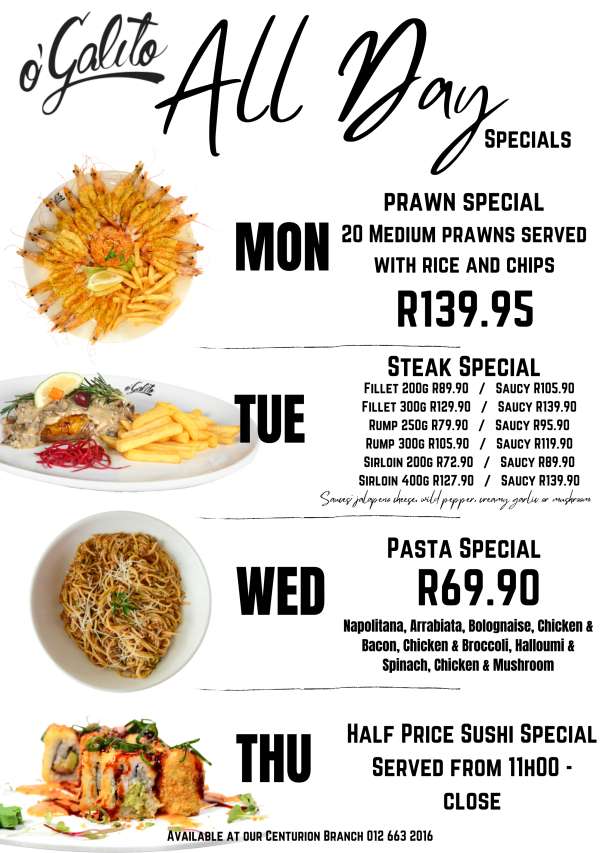 o'Galito
All Day
Specials
MON
prawn special
20 Medium prawns served
with rice and chips
R139.95
o'Galito
TUE
Steak Special
Fillet 200g R89.90 / Saucy R105.90
Fillet 300g R129.90 / Saucy R139.90
Rump 250g R79.90 / Saucy R95.90
Rump 300g R105.90 / Saucy R119.90
Sirloin 200g R72.90 / Saucy R89.90
Sirloin 400g R127.90 / Saucy R139.90
Sauces' jalapeno cheese, wild pepper, creamy garlic or mushroom
WED
Pasta Special
R69.90
Napolitana, Arrabiata, Bolognaise, Chicken &
Bacon, Chicken & Broccoli, Halloumi &
Spinach, Chicken & Mushroom
THU
Half Price Sushi Special
Served from 11h00 -
close
Available at our Centurion Branch 012 663 2016